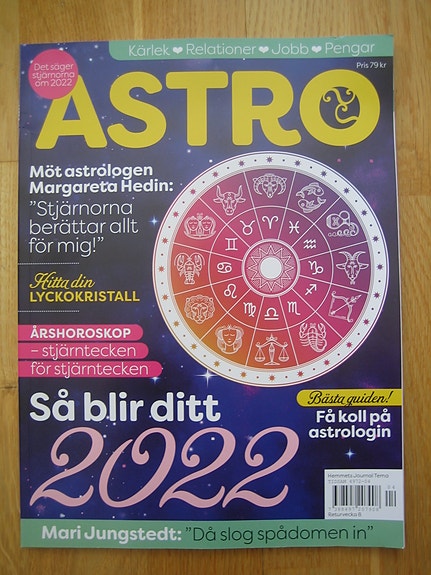 Kärlek ❤ Relationer ❤ Jobb ❤ Pengar
Det säger
stjärnorna
om 2022
Pris 79 kr
ASTRO
Möt astrologen
Margareta Hedin:
”Stjärnorna
berättar allt
för mig!”
Hitta din
LYCKOKRISTALL
ÅRSHOROSKOP
– stjärntecken
för stjärntecken
Så blir ditt
2022
Bästa guiden!
Få koll på
astrologin
Hemmets Journal Tema
Returvecka 8
Mari Jungstedt: ”Då slog spådomen in”